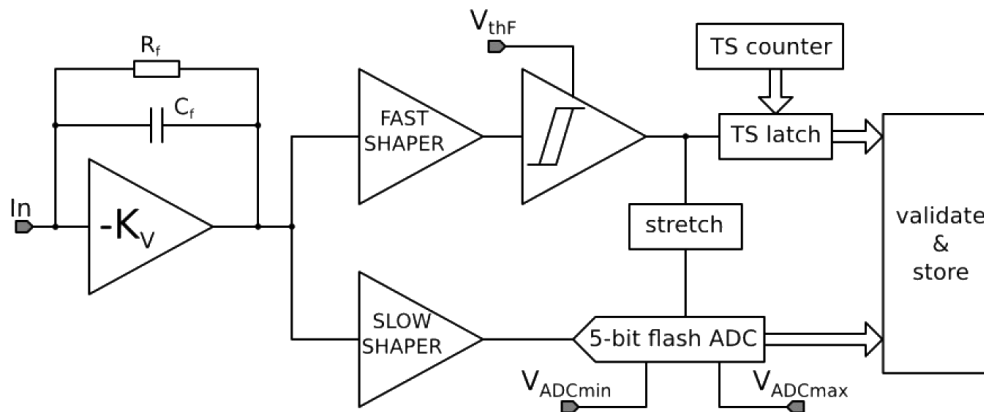 R_f
C_f
In
-K_V
FAST
SHAPER
V_thF
TS counter
TS latch
stretch
SLOW
SHAPER
5-bit flash ADC
V_ADCmin
V_ADCmax
validate
&
store